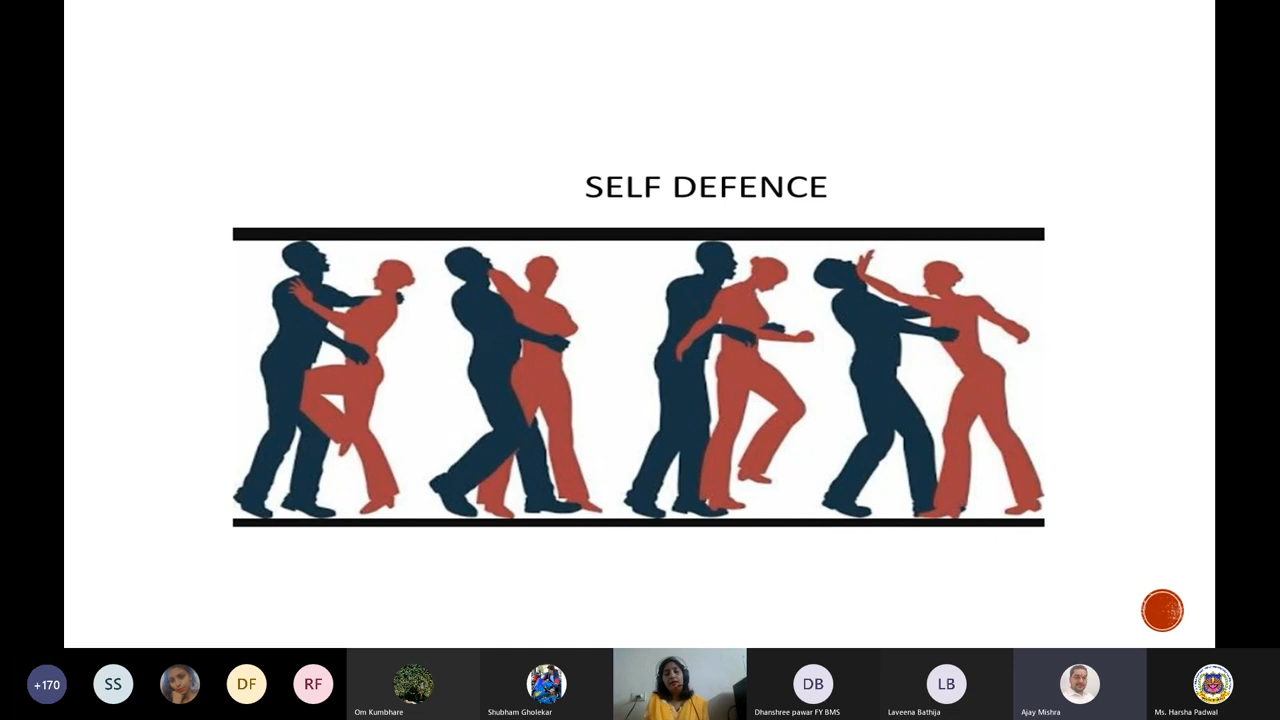 SELF DEFENCE
+170
SS
DF
RF
Om Kumbhare
Shubham Gholekar
DB
Dhanshree pawar FY BMS
LB
Laveena Bathija
Ajay Mishra
Ms. Harsha Padwal